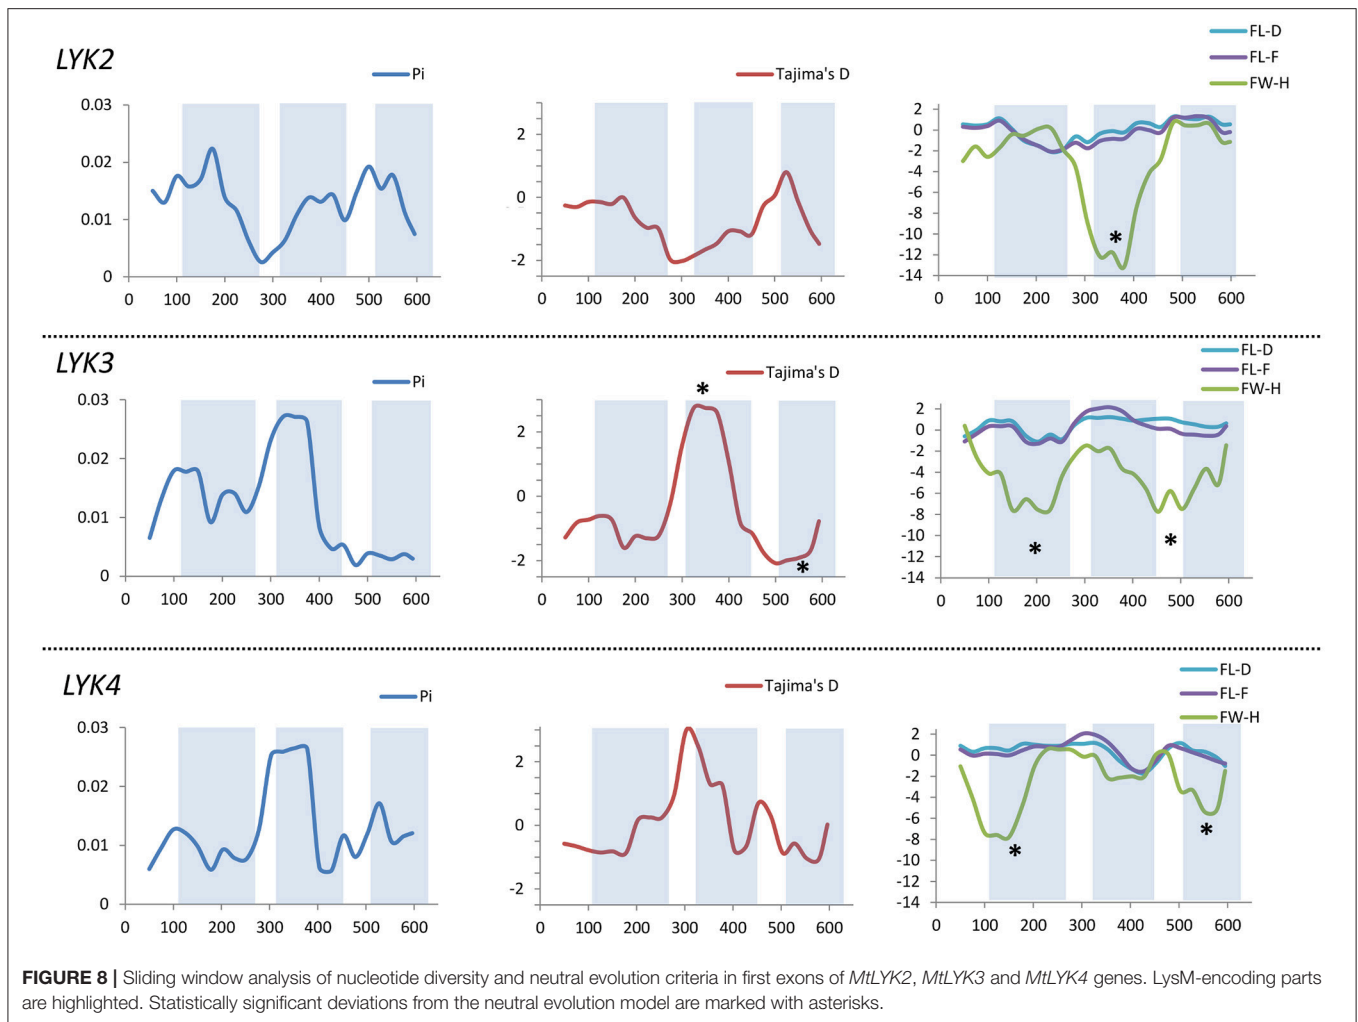 LYK2
Pi
0.03
0.02
0.01
0
0 100 200 300 400 500 600
Tajima's D
2
0
-2
0 100 200 300 400 500 600
FL-D
FL-F
FW-H
2
0
-2
-4
-6
-8
-10
-12
-14
*
0 100 200 300 400 500 600
LYK3
Pi
0.03
0.02
0.01
0
0 100 200 300 400 500 600
Tajima's D
*
2
0
-2
*
0 100 200 300 400 500 600
FL-D
FL-F
FW-H
2
0
-2
-4
-6
-8
-10
-12
-14
* *
0 100 200 300 400 500 600
LYK4
Pi
0.03
0.02
0.01
0
0 100 200 300 400 500 600
Tajima's D
2
0
-2
0 100 200 300 400 500 600
FL-D
FL-F
FW-H
2
0
-2
-4
-6
-8
-10
-12
-14
* *
0 100 200 300 400 500 600
FIGURE 8 | Sliding window analysis of nucleotide diversity and neutral evolution criteria in first exons of MtLYK2, MtLYK3 and MtLYK4 genes. LysM-encoding parts
are highlighted. Statistically significant deviations from the neutral evolution model are marked with asterisks.